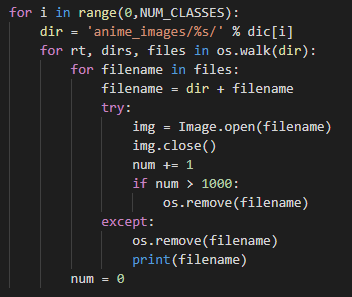 for i in range(0,NUM_CLASSES):
    dir = 'anime_images/%s/' % dic[i]
    for rt, dirs, files in os.walk(dir):
        for filename in files:
            filename = dir + filename
            try:
                img = Image.open(filename)
                img.close()
                num += 1
                if num > 1000:
                    os.remove(filename)
            except:
                os.remove(filename)
                print(filename)
        num = 0